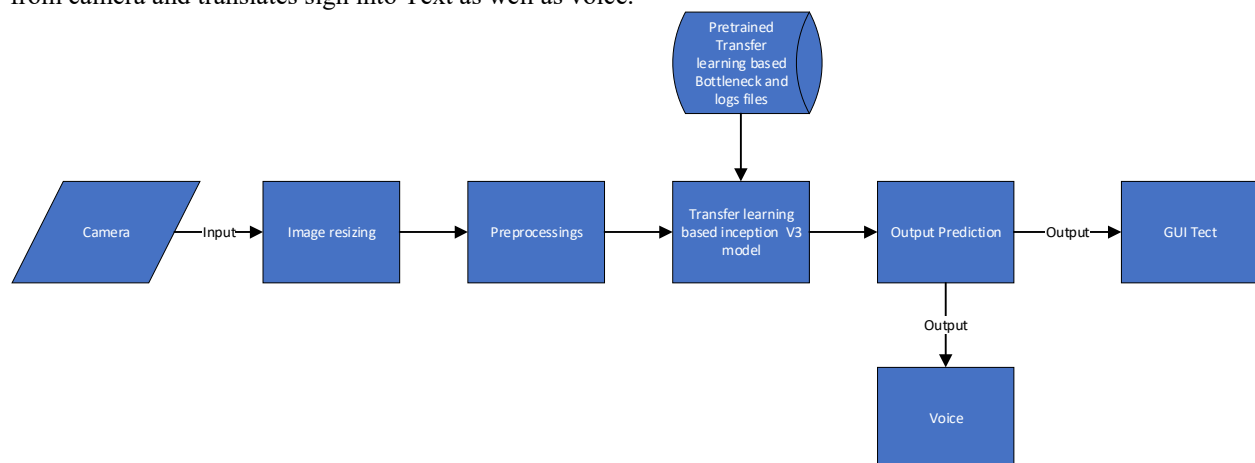 from camera and translates sign into Text as well as voice.
Pretrained
Transfer
learning based
Bottleneck and
logs files
Camera
Input
Image resizing
Preprocessings
Transfer learning
based inception V3
model
Output Prediction
Output
GUI Tect
Output
Voice